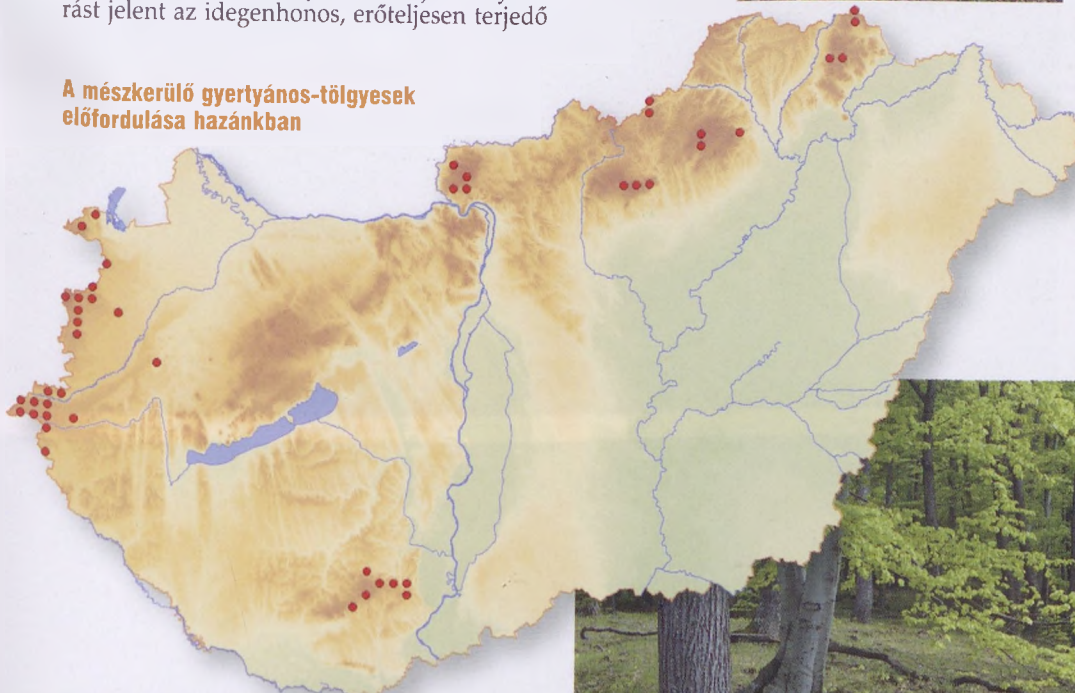 rást jelent az idegenhonos, erőteljesen terjedő
A mészkerülő gyertyános-tölgyesek
előfordulása hazánkban